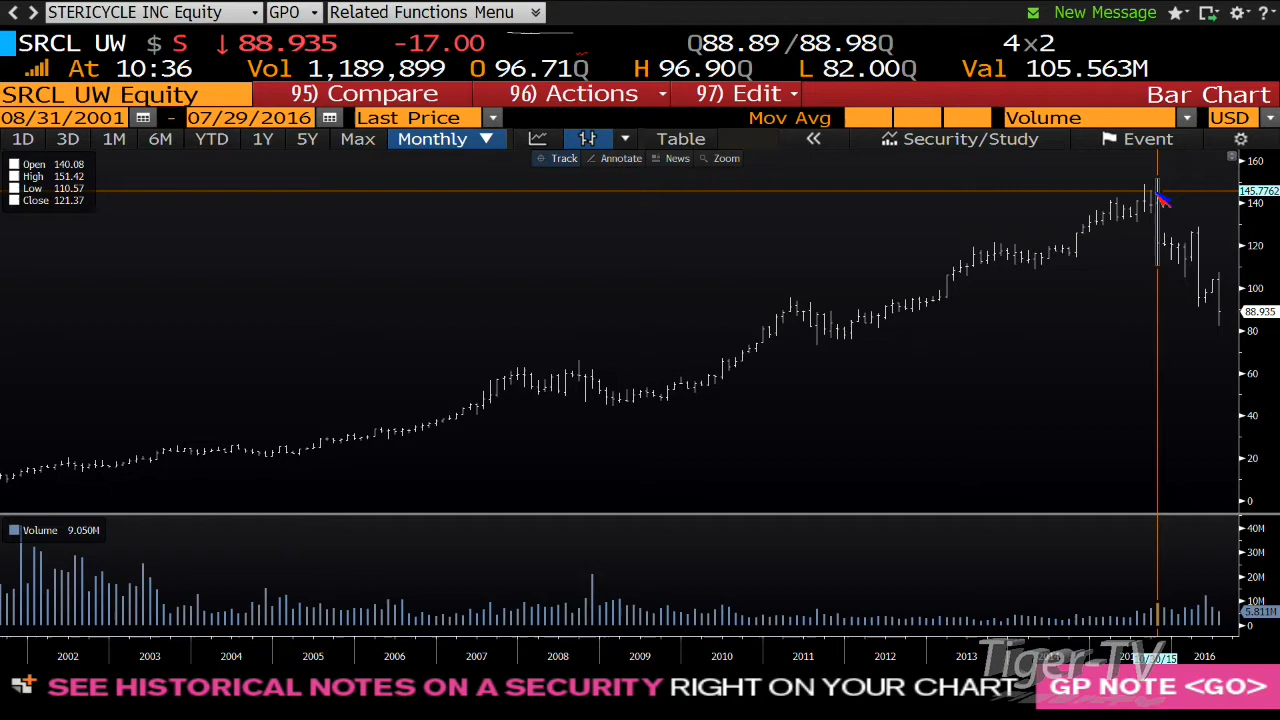 STERICYCLE INC Equity GPO Related Functions Menu New Message ?
SRCL UW $ S ↓88.935 -17.00 Q88.89/88.98Q 4×2
At 10:36 Vol 1,189,899 O 96.71Q H 96.90Q L 82.00Q Val 105.563M
SRCL UW Equity 95) Compare 96) Actions 97) Edit Bar Chart
08/31/2001 - 07/29/2016 Last Price Mov Avg Volume USD
1D 3D 1M 6M YTD 1Y 5Y Max Monthly ▼ Table « Security/Study Event
Track Annotate News Zoom
Open 140.08
High 151.42
Low 110.57
Close 121.37
160
145.7762
140
120
100
88.935
80
60
40
20
0
Volume 9.050M
40M
30M
20M
10M
5.811M
0
2002 2003 2004 2005 2006 2007 2008 2009 2010 2011 2012 2013 10/30/15 2016
Tiger-TV
SEE HISTORICAL NOTES ON A SECURITY RIGHT ON YOUR CHART GP NOTE <GO>